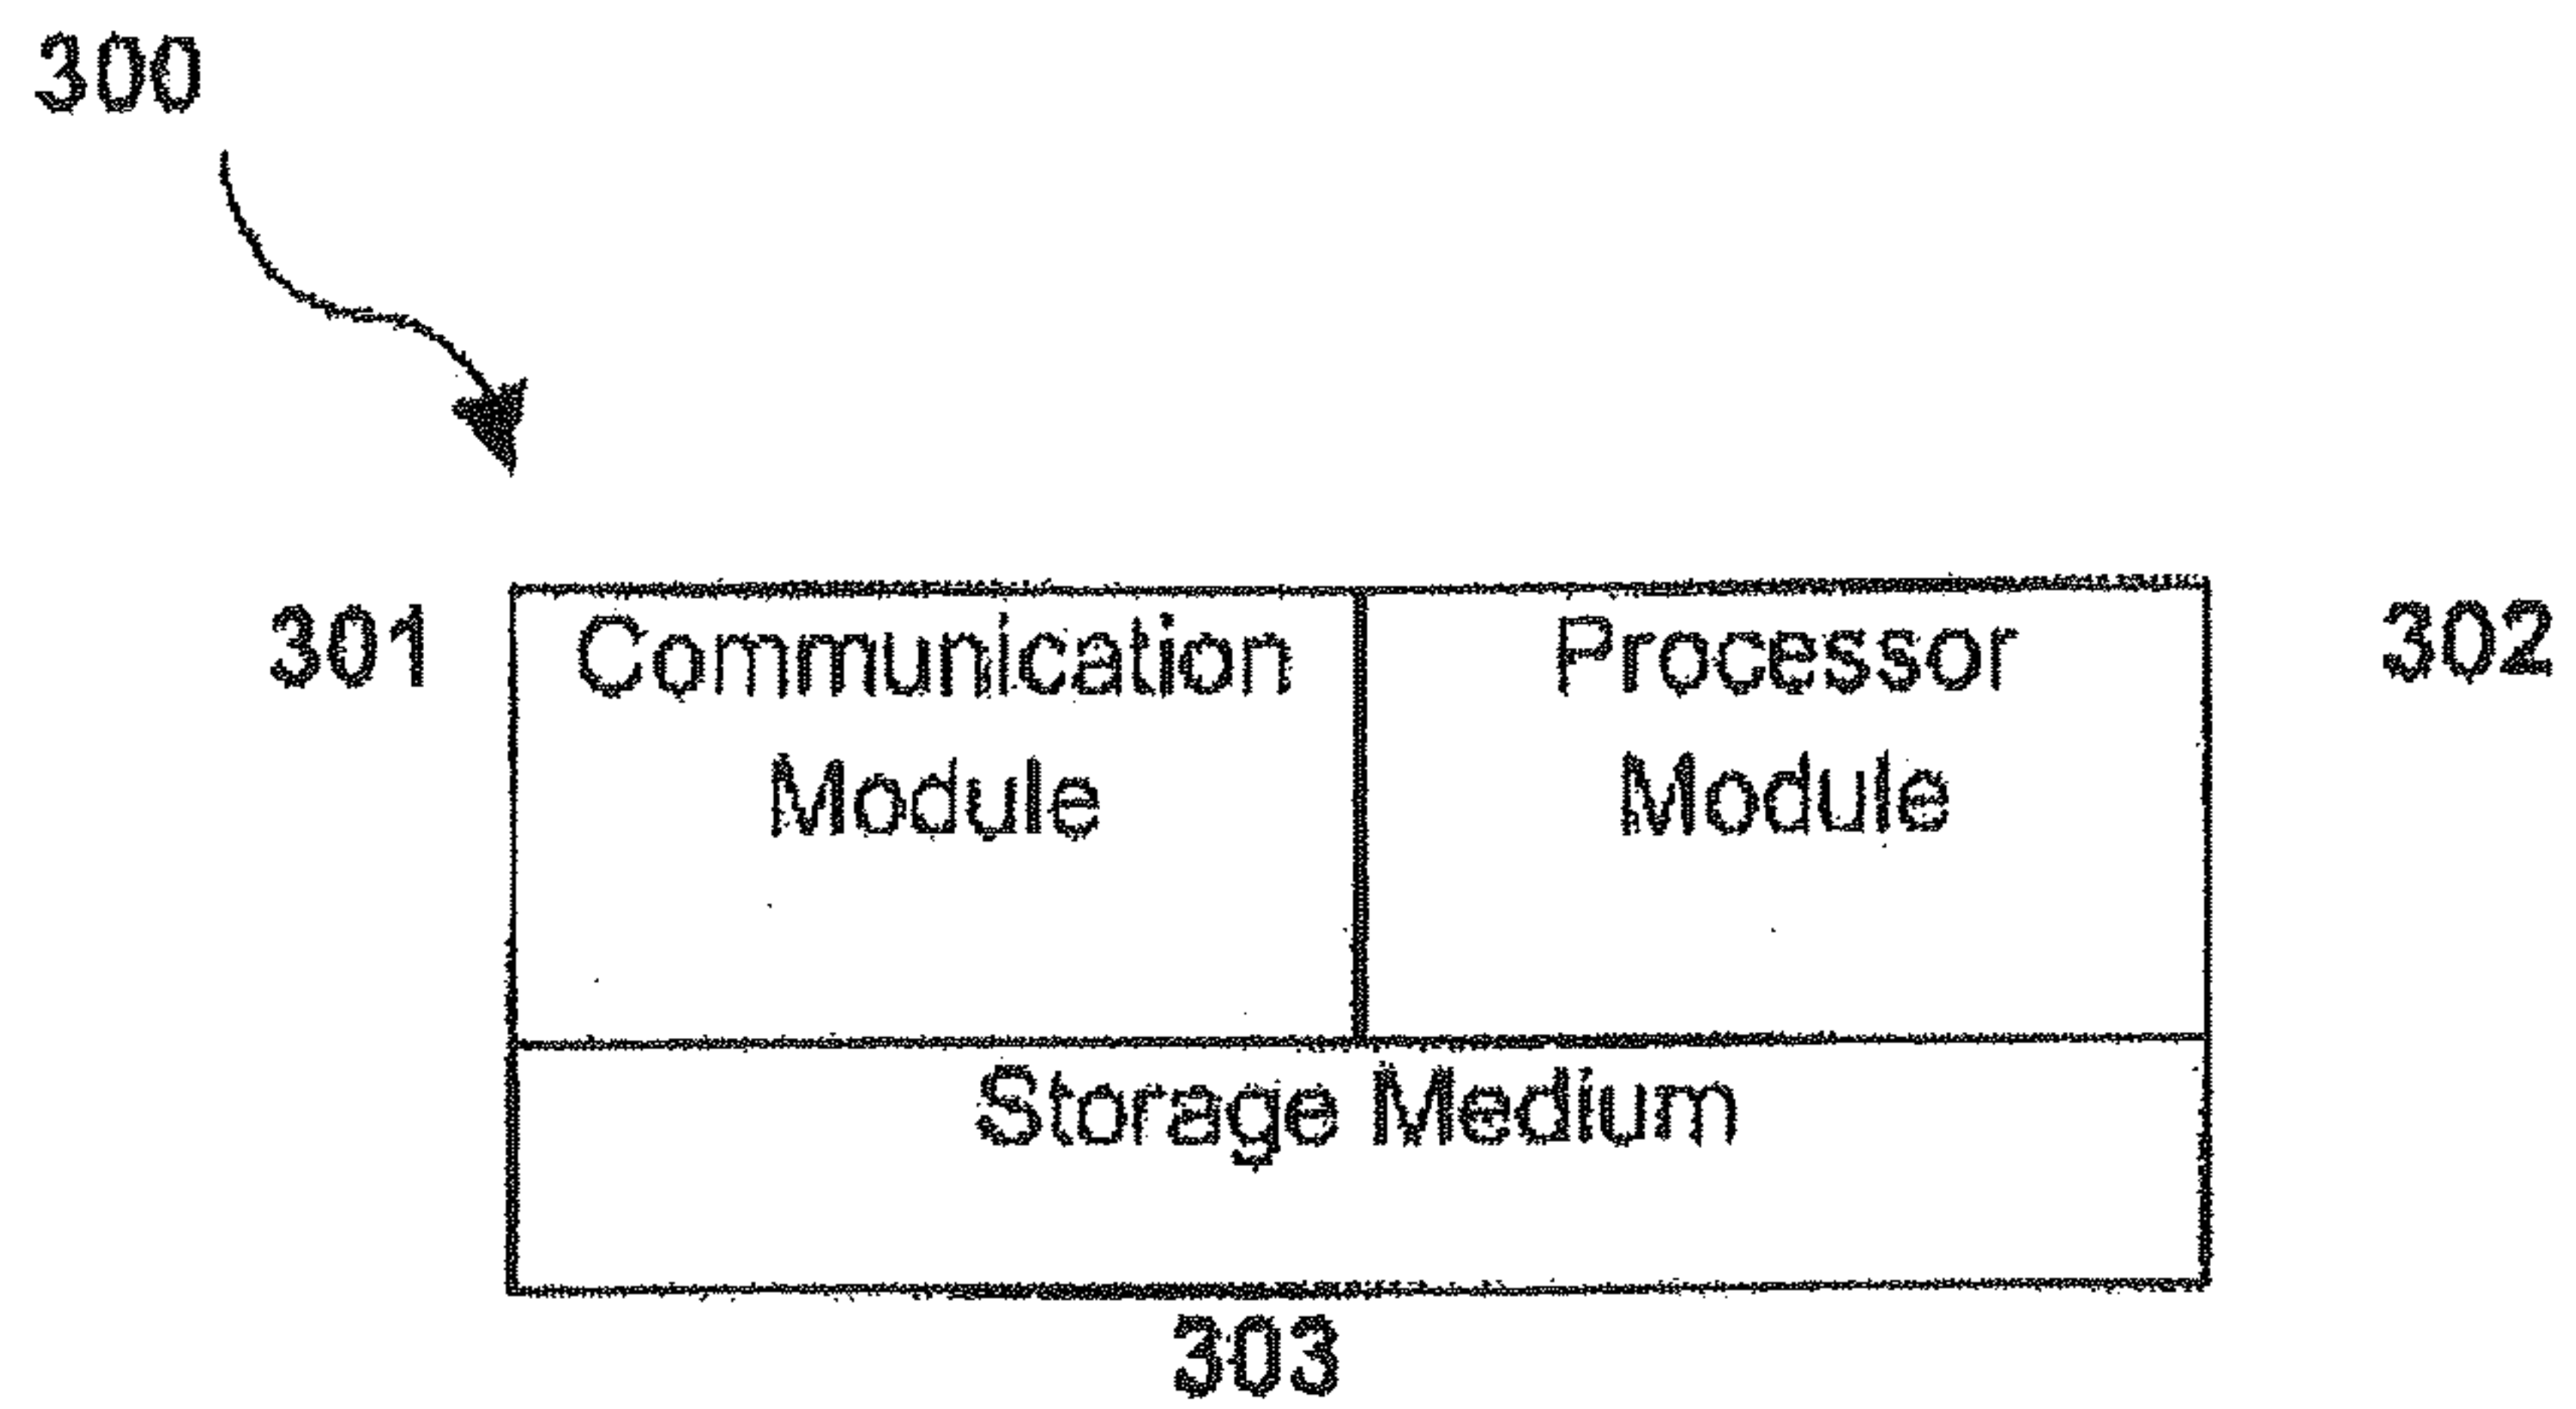 300
301
Communication
Module
Processor
Module
302
Storage Medium
303